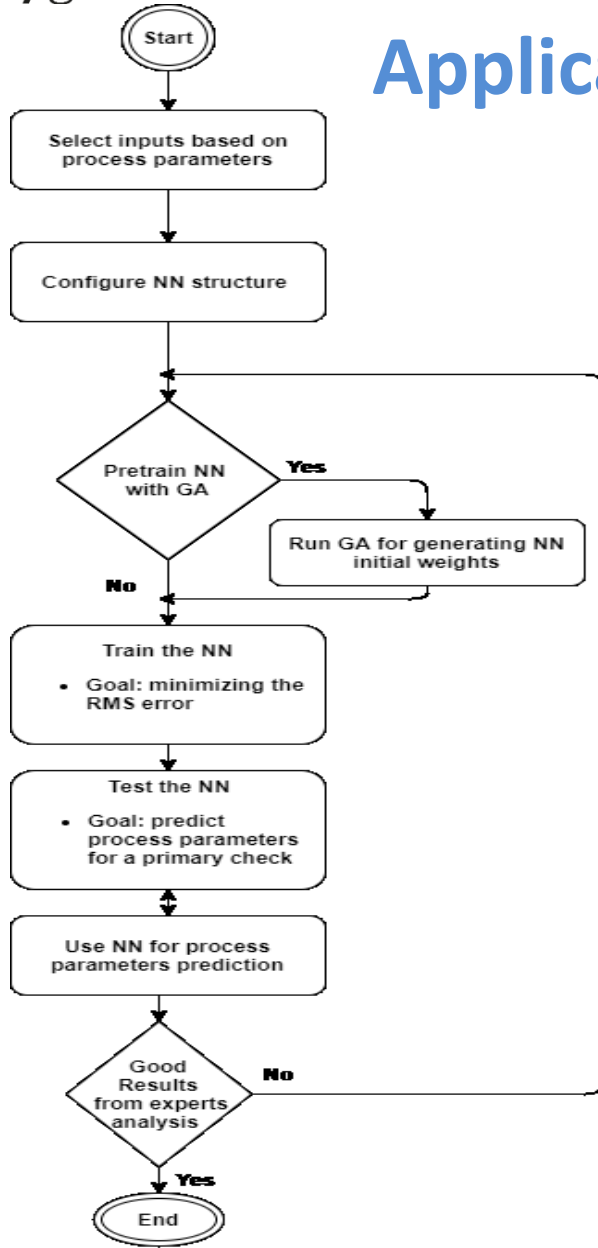 Start
Applica
Select inputs based on
process parameters
Configure NN structure
Pretrain NN
with GA
Yes
Run GA for generating NN
initial weights
No
Train the NN
• Goal: minimizing the
RMS error
Test the NN
• Goal: predict
process parameters
for a primary check
Use NN for process
parameters prediction
Good
Results
from experts
analysis
No
Yes
End